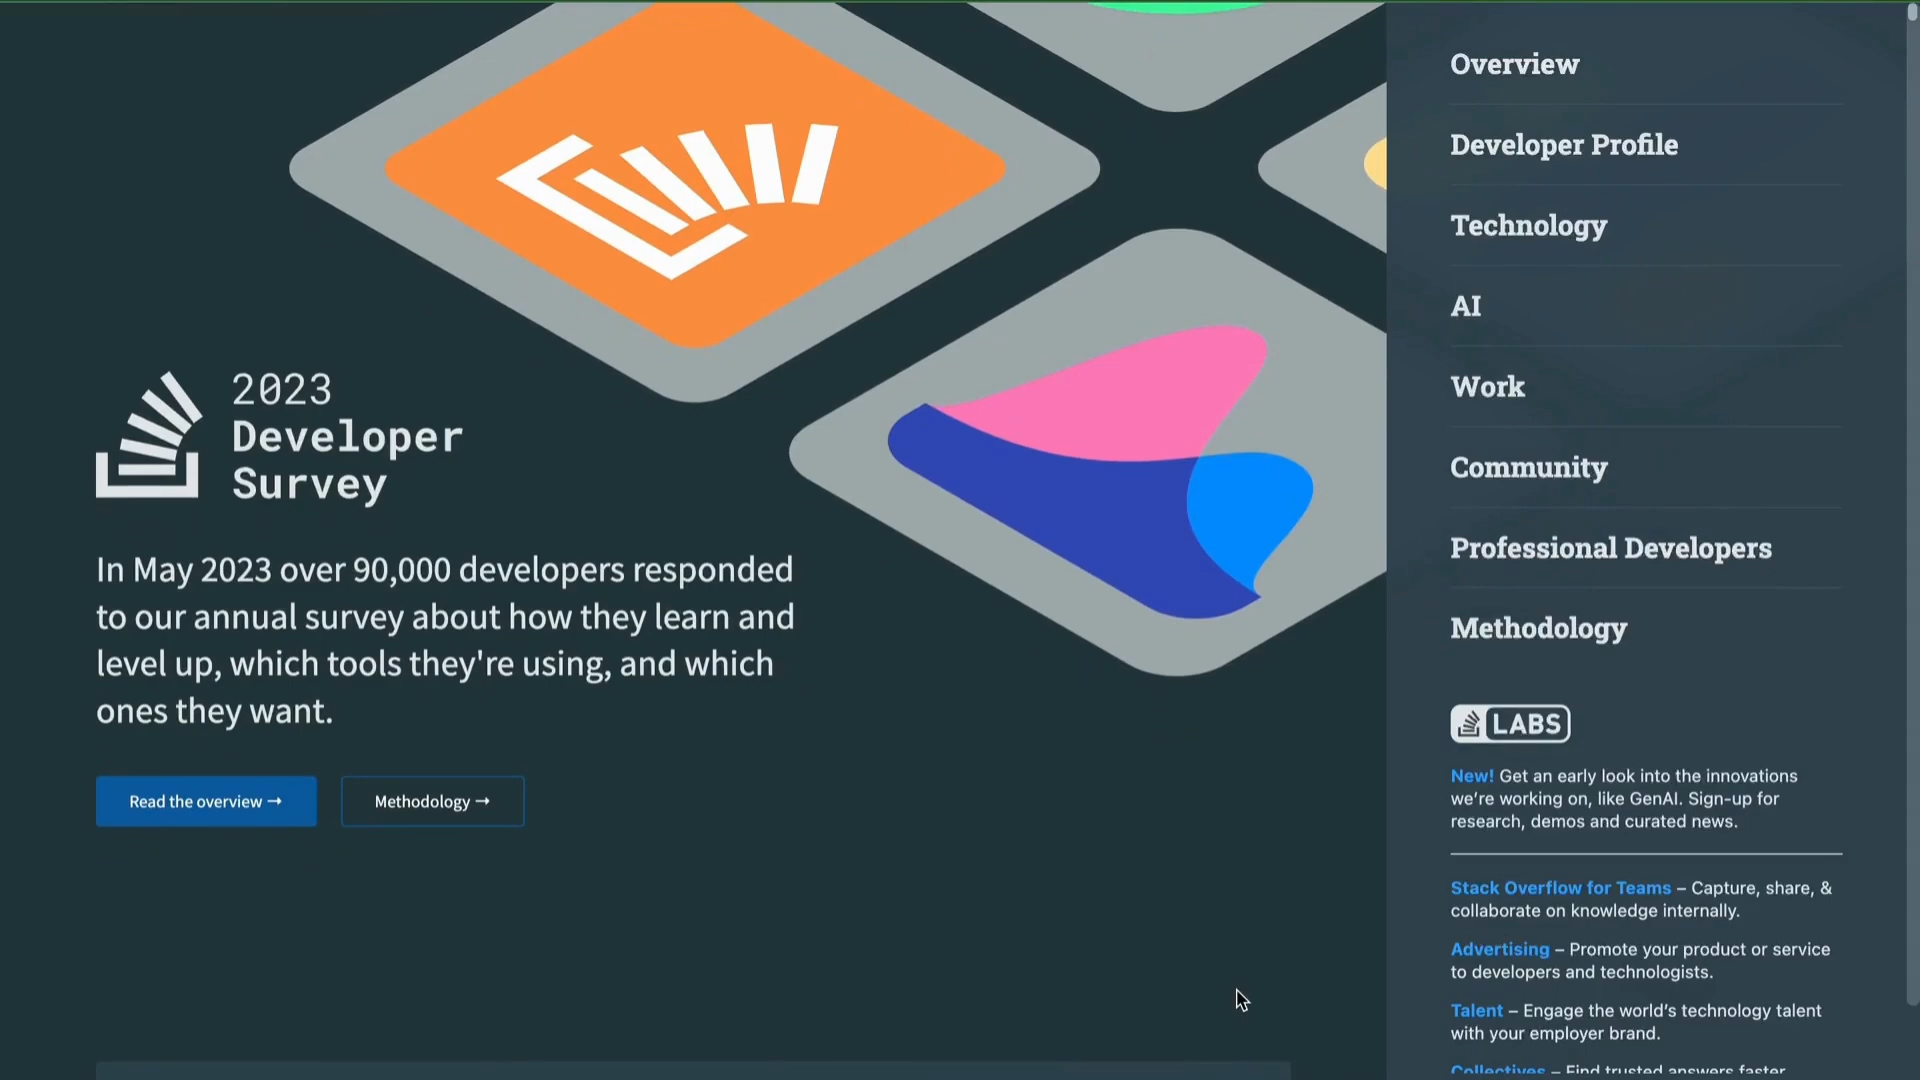 2023
Developer
Survey
In May 2023 over 90,000 developers responded
to our annual survey about how they learn and
level up, which tools they're using, and which
ones they want.
Read the overview →
Methodology →
Overview
Developer Profile
Technology
AI
Work
Community
Professional Developers
Methodology
LABS
New! Get an early look into the innovations
we’re working on, like GenAI. Sign-up for
research, demos and curated news.
Stack Overflow for Teams – Capture, share, &
collaborate on knowledge internally.
Advertising – Promote your product or service
to developers and technologists.
Talent – Engage the world’s technology talent
with your employer brand.
Collectives – Find trusted answers faster